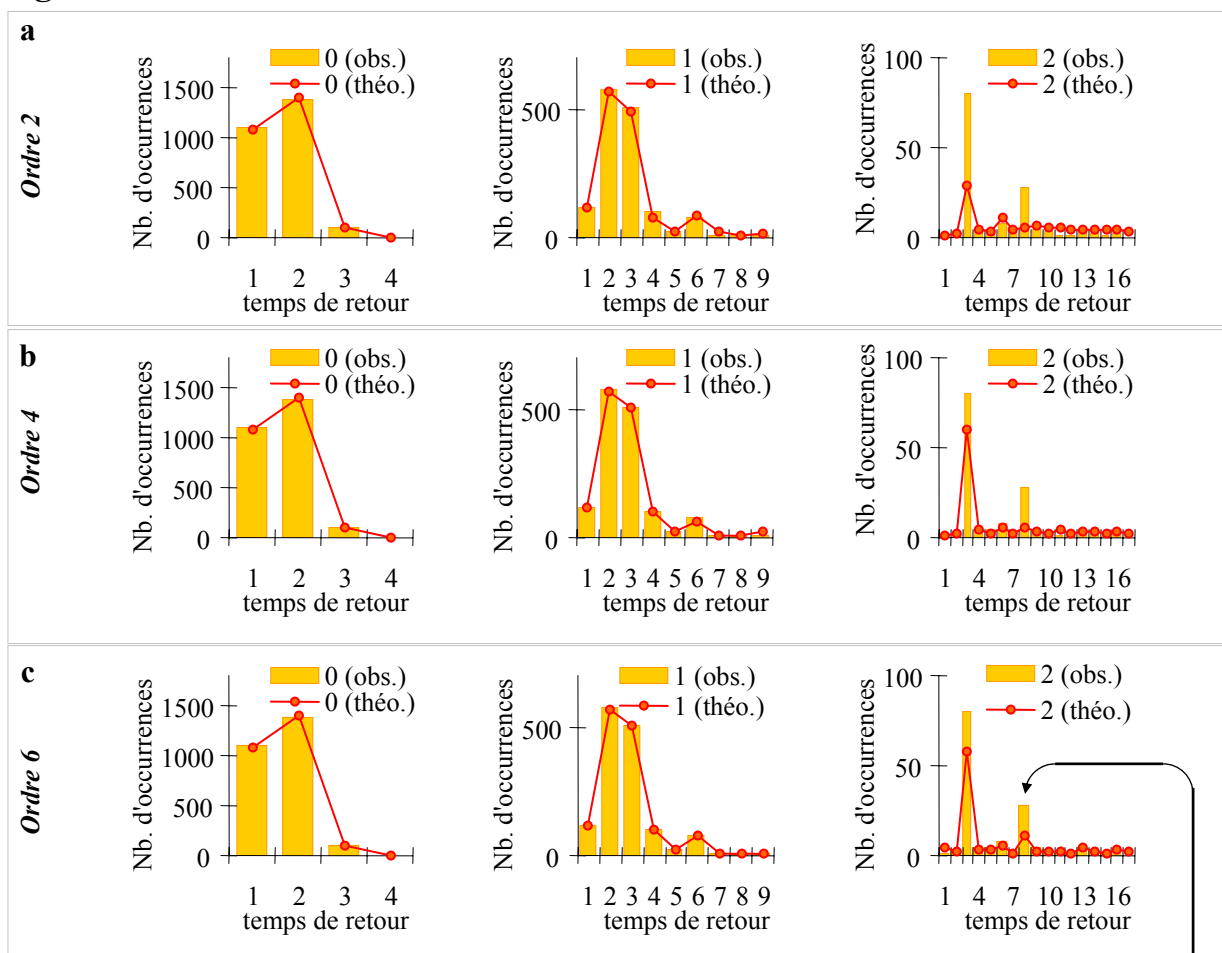 a
Ordre 2
Nb. d'occurrences
1500
1000
500
0
0 (obs.)
0 (théo.)
1 2 3 4
temps de retour
Nb. d'occurrences
500
0
1 (obs.)
1 (théo.)
1 2 3 4 5 6 7 8 9
temps de retour
Nb. d'occurrences
100
50
0
2 (obs.)
2 (théo.)
1 4 7 10 13 16
temps de retour
b
Ordre 4
Nb. d'occurrences
1500
1000
500
0
0 (obs.)
0 (théo.)
1 2 3 4
temps de retour
Nb. d'occurrences
500
0
1 (obs.)
1 (théo.)
1 2 3 4 5 6 7 8 9
temps de retour
Nb. d'occurrences
100
50
0
2 (obs.)
2 (théo.)
1 4 7 10 13 16
temps de retour
c
Ordre 6
Nb. d'occurrences
1500
1000
500
0
0 (obs.)
0 (théo.)
1 2 3 4
temps de retour
Nb. d'occurrences
500
0
1 (obs.)
1 (théo.)
1 2 3 4 5 6 7 8 9
temps de retour
Nb. d'occurrences
100
50
0
2 (obs.)
2 (théo.)
1 4 7 10 13 16
temps de retour